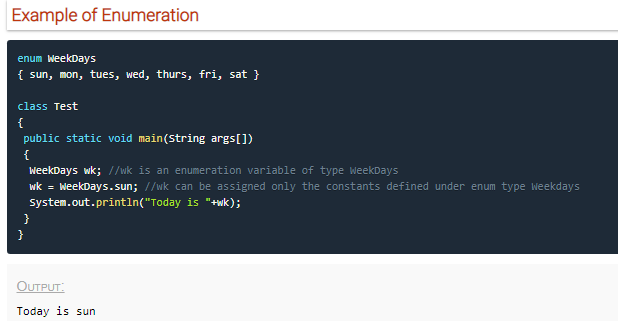 Example of Enumeration
enum WeekDays
{ sun, mon, tues, wed, thurs, fri, sat }
class Test
{
public static void main(String args[])
{
WeekDays wk; //wk is an enumeration variable of type WeekDays
wk = WeekDays.sun; //wk can be assigned only the constants defined under enum type Weekdays
System.out.println("Today is "+wk);
}
}
OUTPUT:
Today is sun